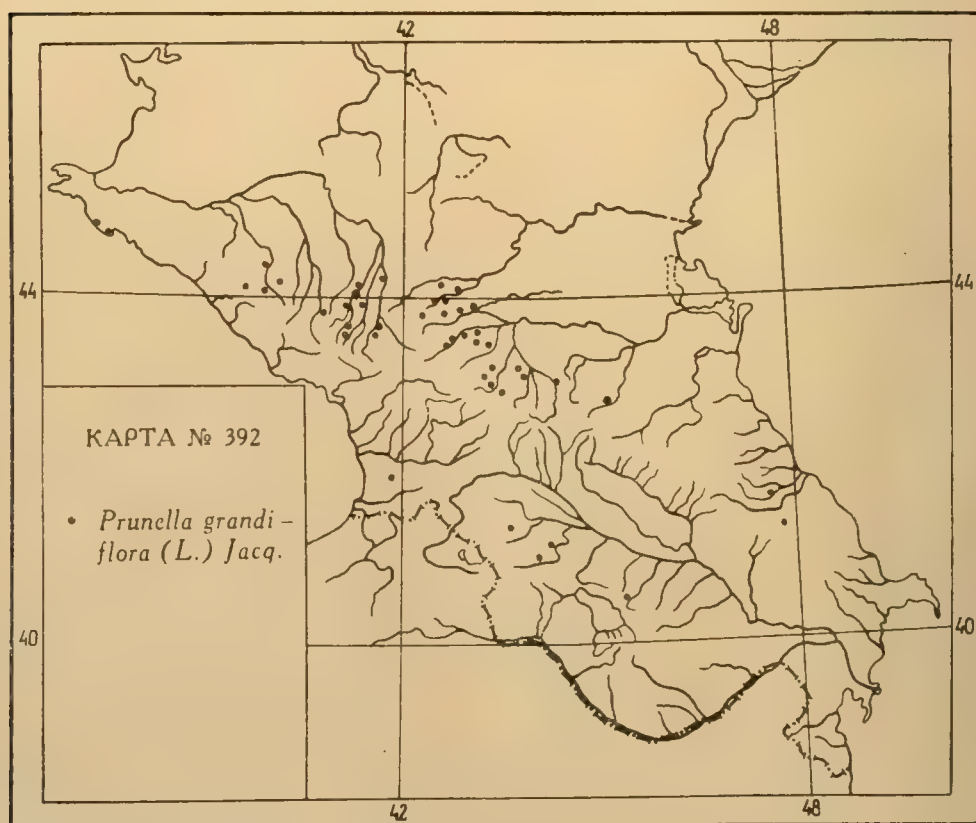 42 48
44 44
КАРТА № 392
• Prunella grandi –
flora (L.) Jacq.
40 40
42 48